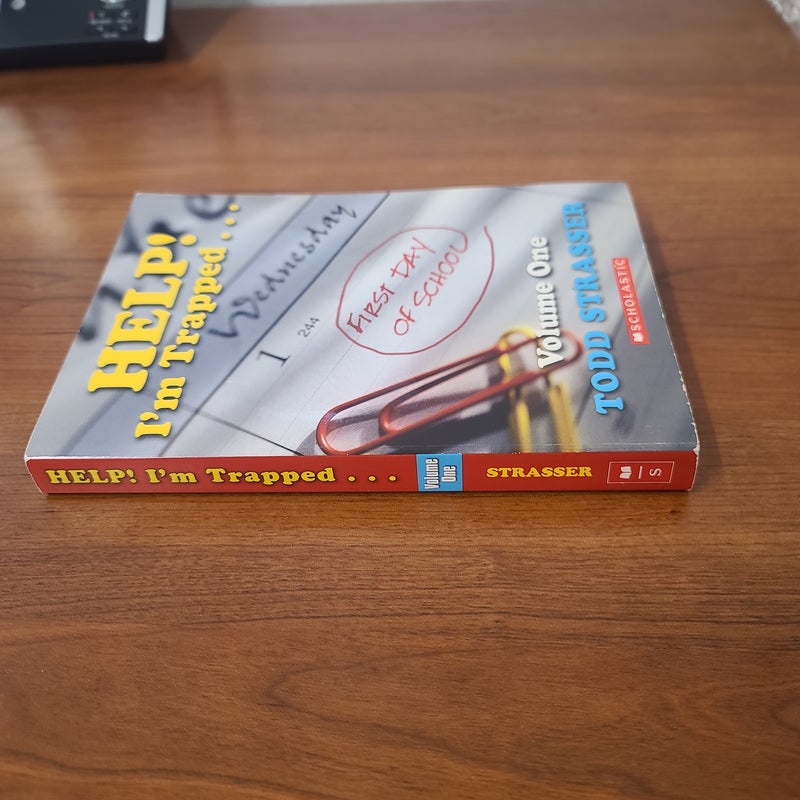 HELP!
I'm Trapped . . .
Wednesday
1 244
FIRST DAY
OF SCHOOL
Volume One
TODD STRASSER
SCHOLASTIC
HELP! I'm Trapped . . .
Volume
One
STRASSER
S